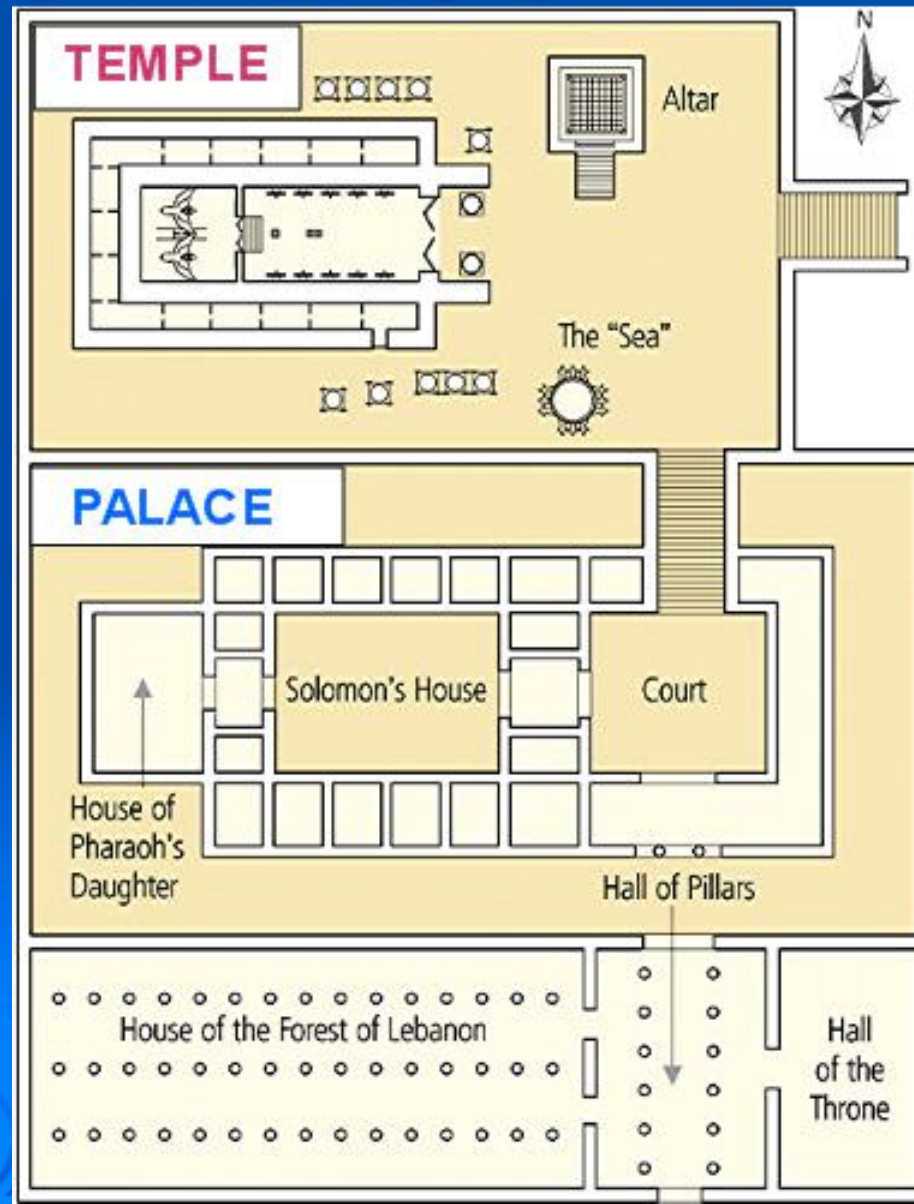 TEMPLE
N
Altar
The "Sea"
PALACE
Solomon's House
Court
House of
Pharaoh's
Daughter
Hall of Pillars
House of the Forest of Lebanon
Hall
of the
Throne